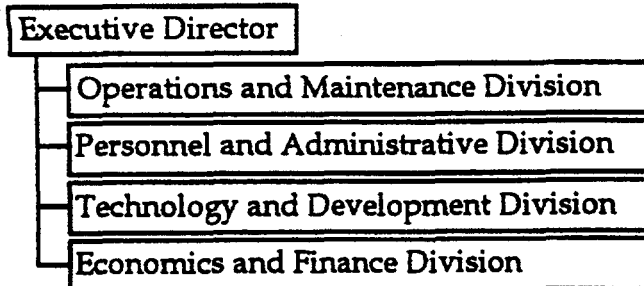 Executive Director
Operations and Maintenance Division
Personnel and Administrative Division
Technology and Development Division
Economics and Finance Division